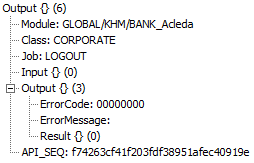 Output {} (6)
Module: GLOBAL/KHM/BANK_Acleda
Class: CORPORATE
Job: LOGOUT
Input {} (0)
Output {} (3)
ErrorCode: 00000000
ErrorMessage:
Result {} (0)
API_SEQ: f74263cf41f203fdf38951afec40919e